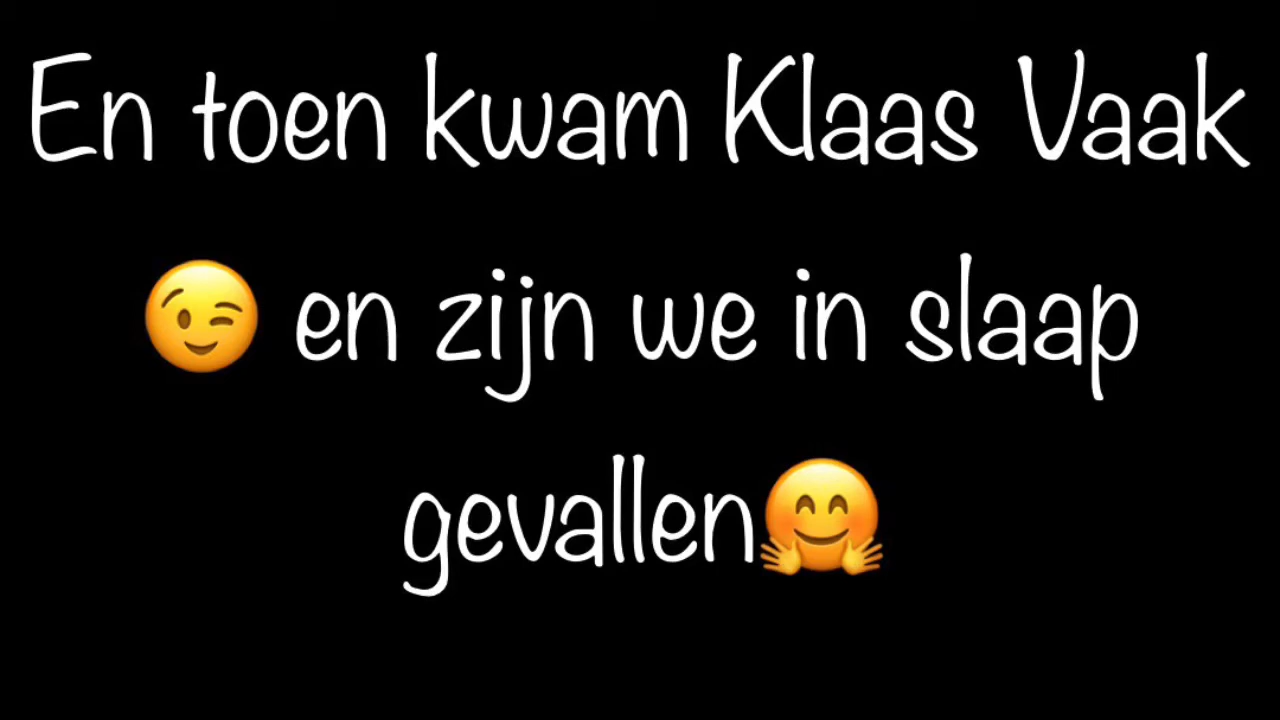 En toen kwam Klaas Vaak
😉 en zijn we in slaap
gevallen🤗